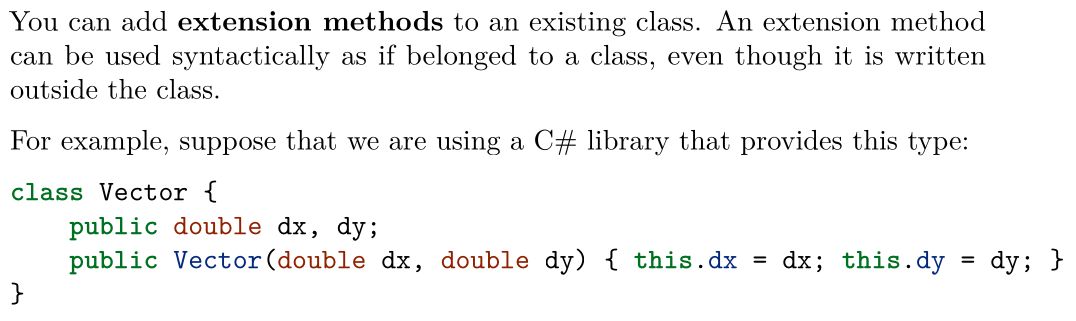 You can add extension methods to an existing class. An extension method
can be used syntactically as if belonged to a class, even though it is written
outside the class.
For example, suppose that we are using a C# library that provides this type:
class Vector {
    public double dx, dy;
    public Vector(double dx, double dy) { this.dx = dx; this.dy = dy; }
}